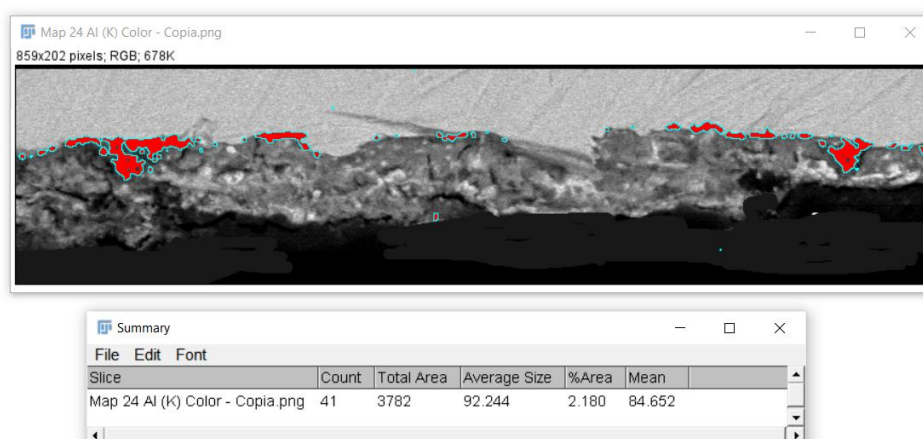 Map 24 Al (K) Color - Copia.png
859x202 pixels; RGB; 678K
Summary
File Edit Font
Slice Count Total Area Average Size %Area Mean
Map 24 Al (K) Color - Copia.png 41 3782 92.244 2.180 84.652